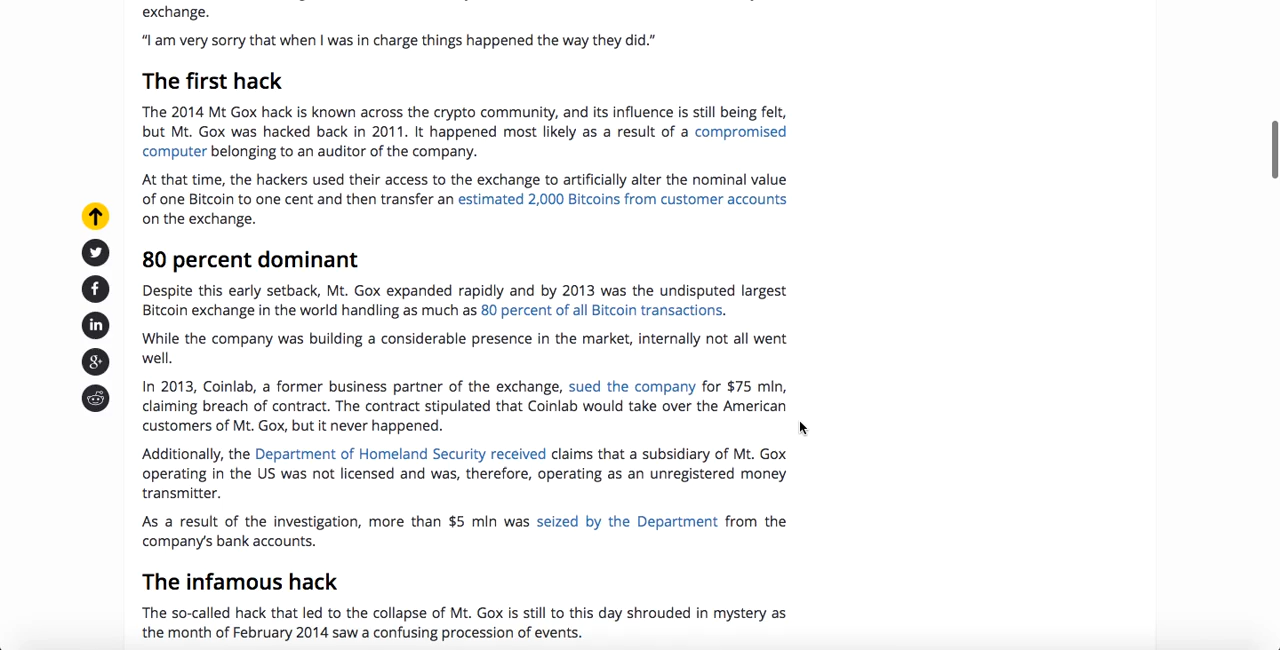 exchange.
“I am very sorry that when I was in charge things happened the way they did.”
The first hack
The 2014 Mt Gox hack is known across the crypto community, and its influence is still being felt,
but Mt. Gox was hacked back in 2011. It happened most likely as a result of a compromised
computer belonging to an auditor of the company.
At that time, the hackers used their access to the exchange to artificially alter the nominal value
of one Bitcoin to one cent and then transfer an estimated 2,000 Bitcoins from customer accounts
on the exchange.
80 percent dominant
Despite this early setback, Mt. Gox expanded rapidly and by 2013 was the undisputed largest
Bitcoin exchange in the world handling as much as 80 percent of all Bitcoin transactions.
While the company was building a considerable presence in the market, internally not all went
well.
In 2013, Coinlab, a former business partner of the exchange, sued the company for $75 mln,
claiming breach of contract. The contract stipulated that Coinlab would take over the American
customers of Mt. Gox, but it never happened.
Additionally, the Department of Homeland Security received claims that a subsidiary of Mt. Gox
operating in the US was not licensed and was, therefore, operating as an unregistered money
transmitter.
As a result of the investigation, more than $5 mln was seized by the Department from the
company’s bank accounts.
The infamous hack
The so-called hack that led to the collapse of Mt. Gox is still to this day shrouded in mystery as
the month of February 2014 saw a confusing procession of events.